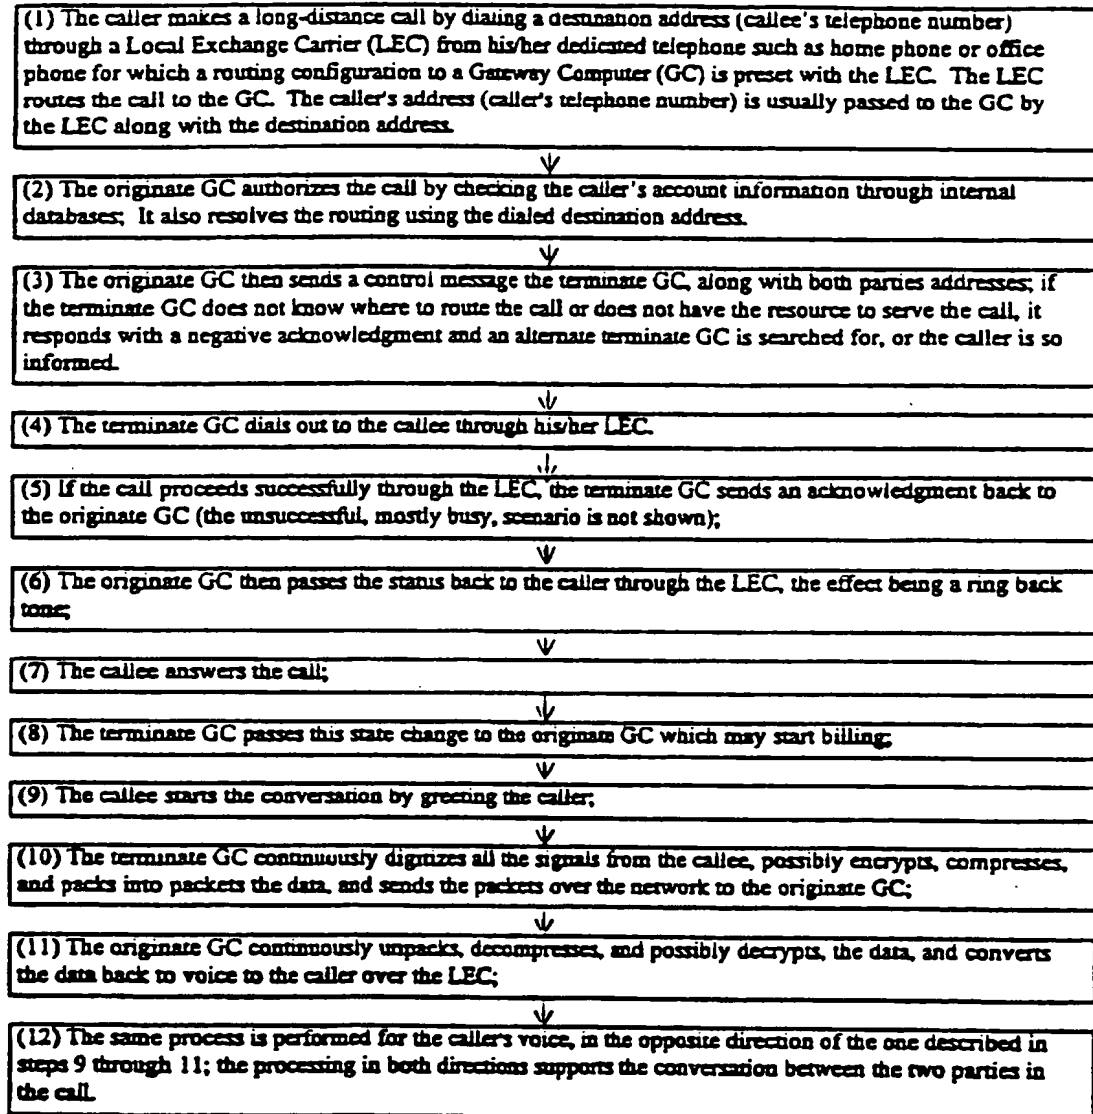 (1) The caller makes a long-distance call by dialing a destination address (callee's telephone number)
through a Local Exchange Carrier (LEC) from his/her dedicated telephone such as home phone or office
phone for which a routing configuration to a Gateway Computer (GC) is preset with the LEC. The LEC
routes the call to the GC. The caller's address (caller's telephone number) is usually passed to the GC by
the LEC along with the destination address.
(2) The originate GC authorizes the call by checking the caller's account information through internal
databases; It also resolves the routing using the dialed destination address.
(3) The originate GC then sends a control message the terminate GC, along with both parties addresses; if
the terminate GC does not know where to route the call or does not have the resource to serve the call, it
responds with a negative acknowledgment and an alternate terminate GC is searched for, or the caller is so
informed.
(4) The terminate GC dials out to the callee through his/her LEC.
(5) If the call proceeds successfully through the LEC, the terminate GC sends an acknowledgment back to
the originate GC (the unsuccessful, mostly busy, scenario is not shown);
(6) The originate GC then passes the status back to the caller through the LEC, the effect being a ring back
tone;
(7) The callee answers the call;
(8) The terminate GC passes this state change to the originate GC which may start billing;
(9) The callee starts the conversation by greeting the caller;
(10) The terminate GC continuously digitizes all the signals from the callee, possibly encrypts, compresses,
and packs into packets the data, and sends the packets over the network to the originate GC;
(11) The originate GC continuously unpacks, decompresses, and possibly decrypts, the data, and converts
the data back to voice to the caller over the LEC;
(12) The same process is performed for the caller's voice, in the opposite direction of the one described in
steps 9 through 11; the processing in both directions supports the conversation between the two parties in
the call.